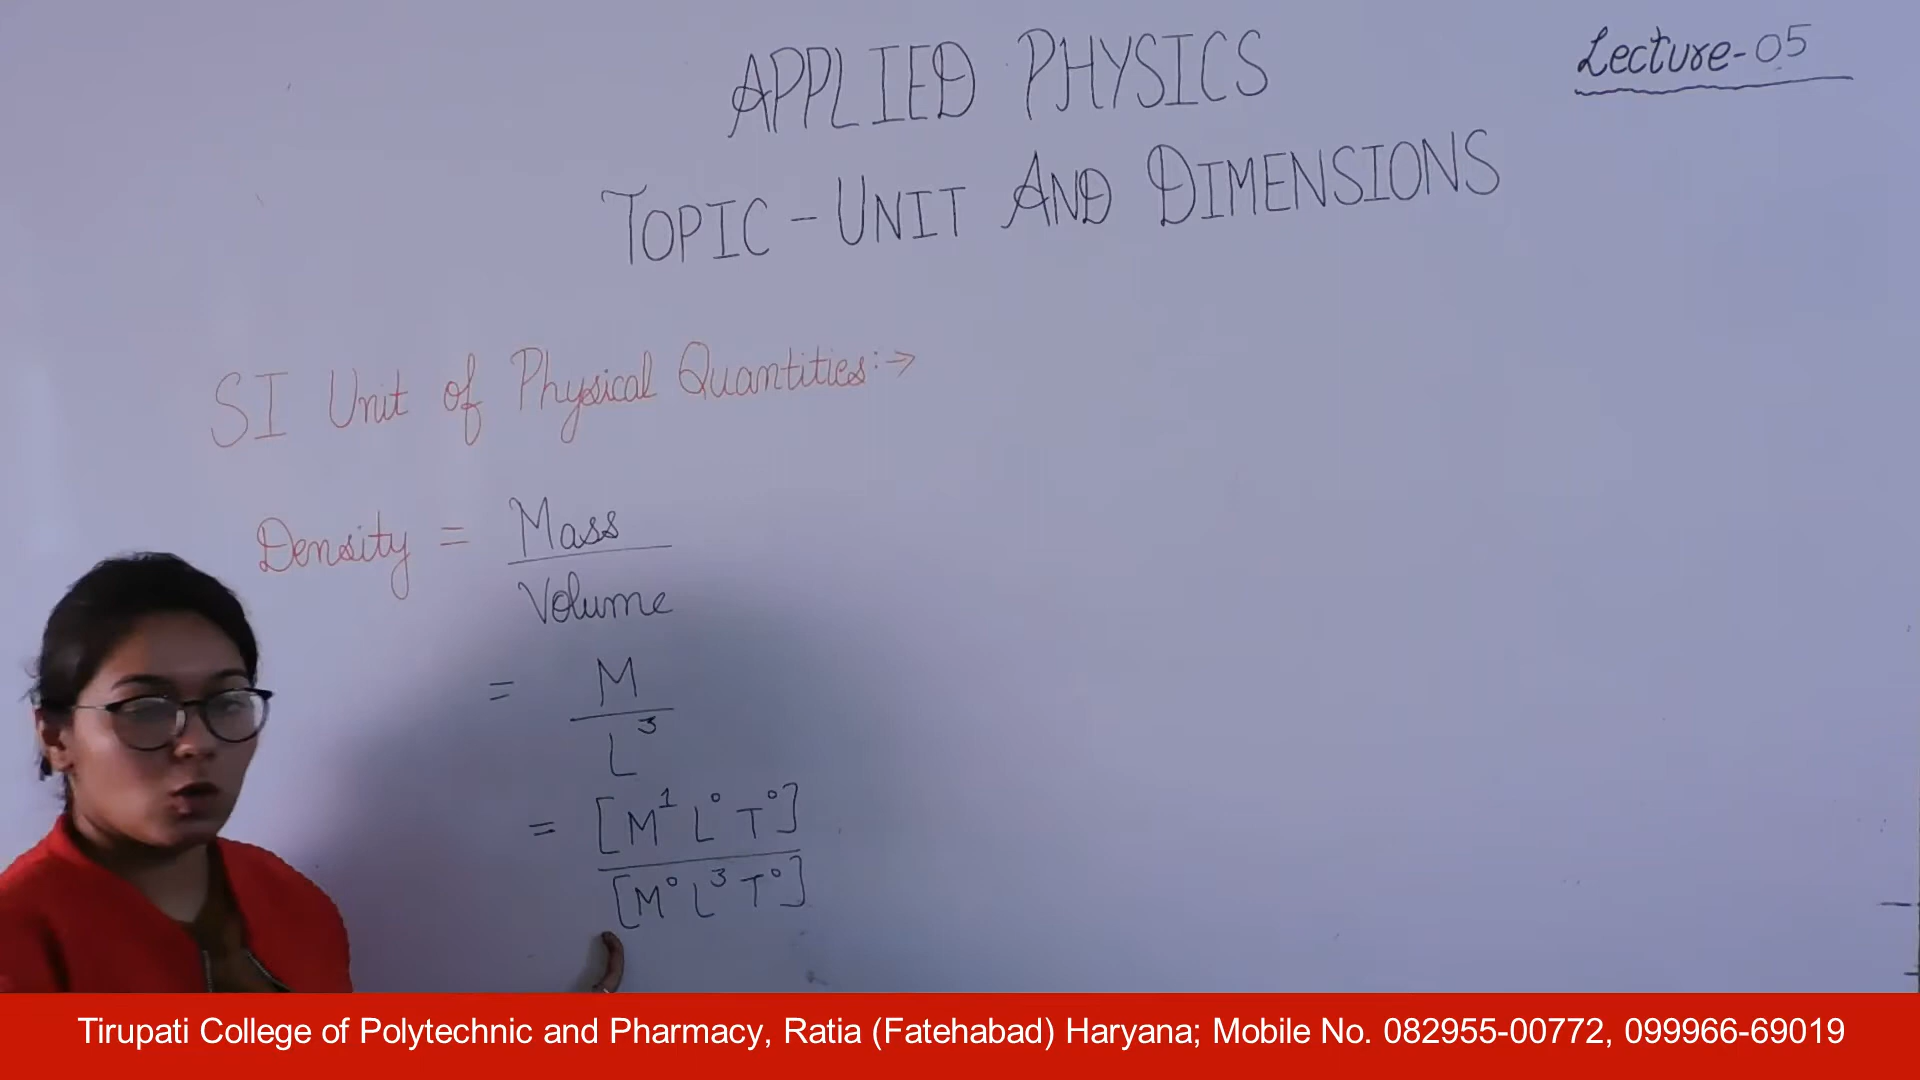 APPLIED PHYSICS
Lecture-05
TOPIC - UNIT AND DIMENSIONS
SI Unit of Physical Quantities:→
Density = Mass
Volume
= M
L³
= [M¹ L⁰ T⁰]
[M⁰ L³ T⁰]
Tirupati College of Polytechnic and Pharmacy, Ratia (Fatehabad) Haryana; Mobile No. 082955-00772, 099966-69019